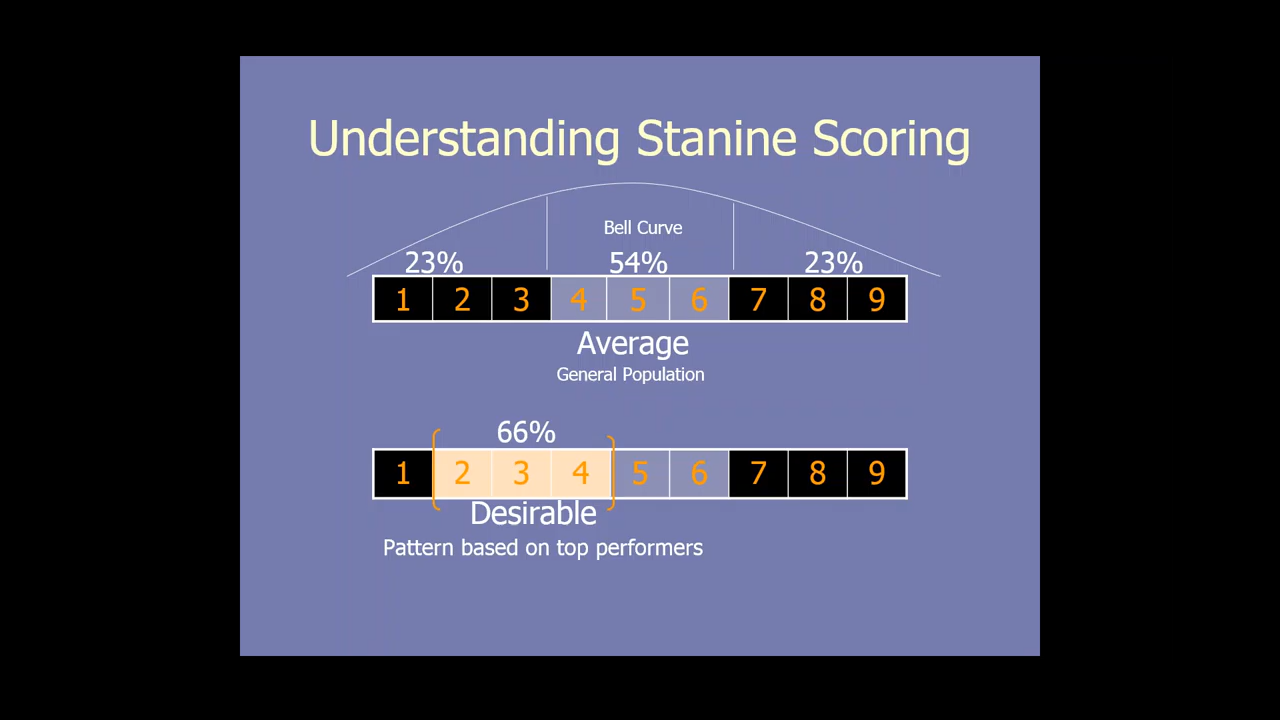 Understanding Stanine Scoring
Bell Curve
23% 54% 23%
1 2 3 4 5 6 7 8 9
Average
General Population
66%
1 2 3 4 5 6 7 8 9
Desirable
Pattern based on top performers